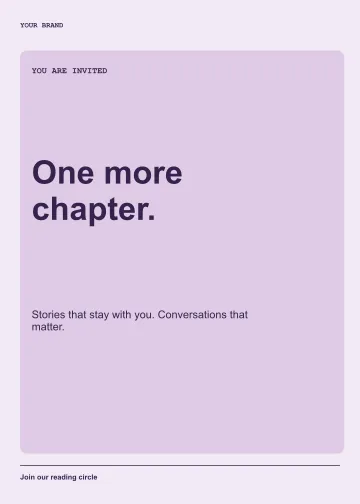 YOUR BRAND
YOU ARE INVITED
One more
chapter.
Stories that stay with you. Conversations that
matter.
Join our reading circle